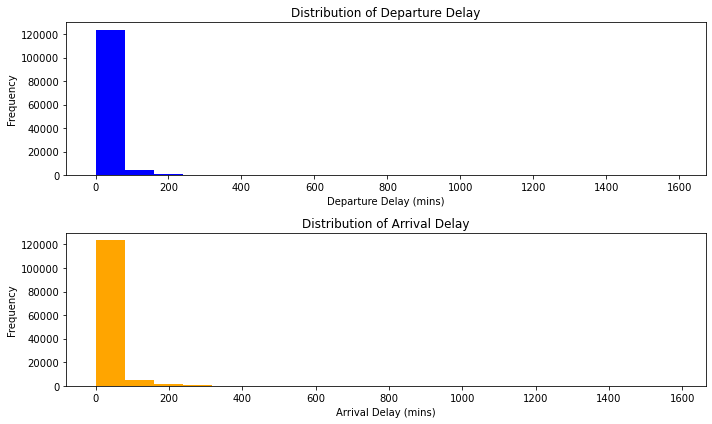 Distribution of Departure Delay
120000
100000
80000
60000
40000
20000
0
Frequency
0 200 400 600 800 1000 1200 1400 1600
Departure Delay (mins)
Distribution of Arrival Delay
120000
100000
80000
60000
40000
20000
0
Frequency
0 200 400 600 800 1000 1200 1400 1600
Arrival Delay (mins)